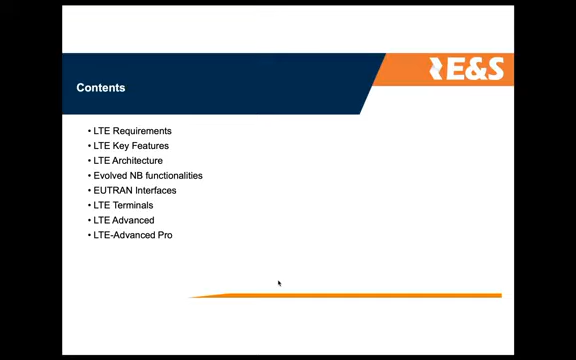 E&S
Contents
• LTE Requirements
• LTE Key Features
• LTE Architecture
• Evolved NB functionalities
• EUTRAN Interfaces
• LTE Terminals
• LTE Advanced
• LTE-Advanced Pro